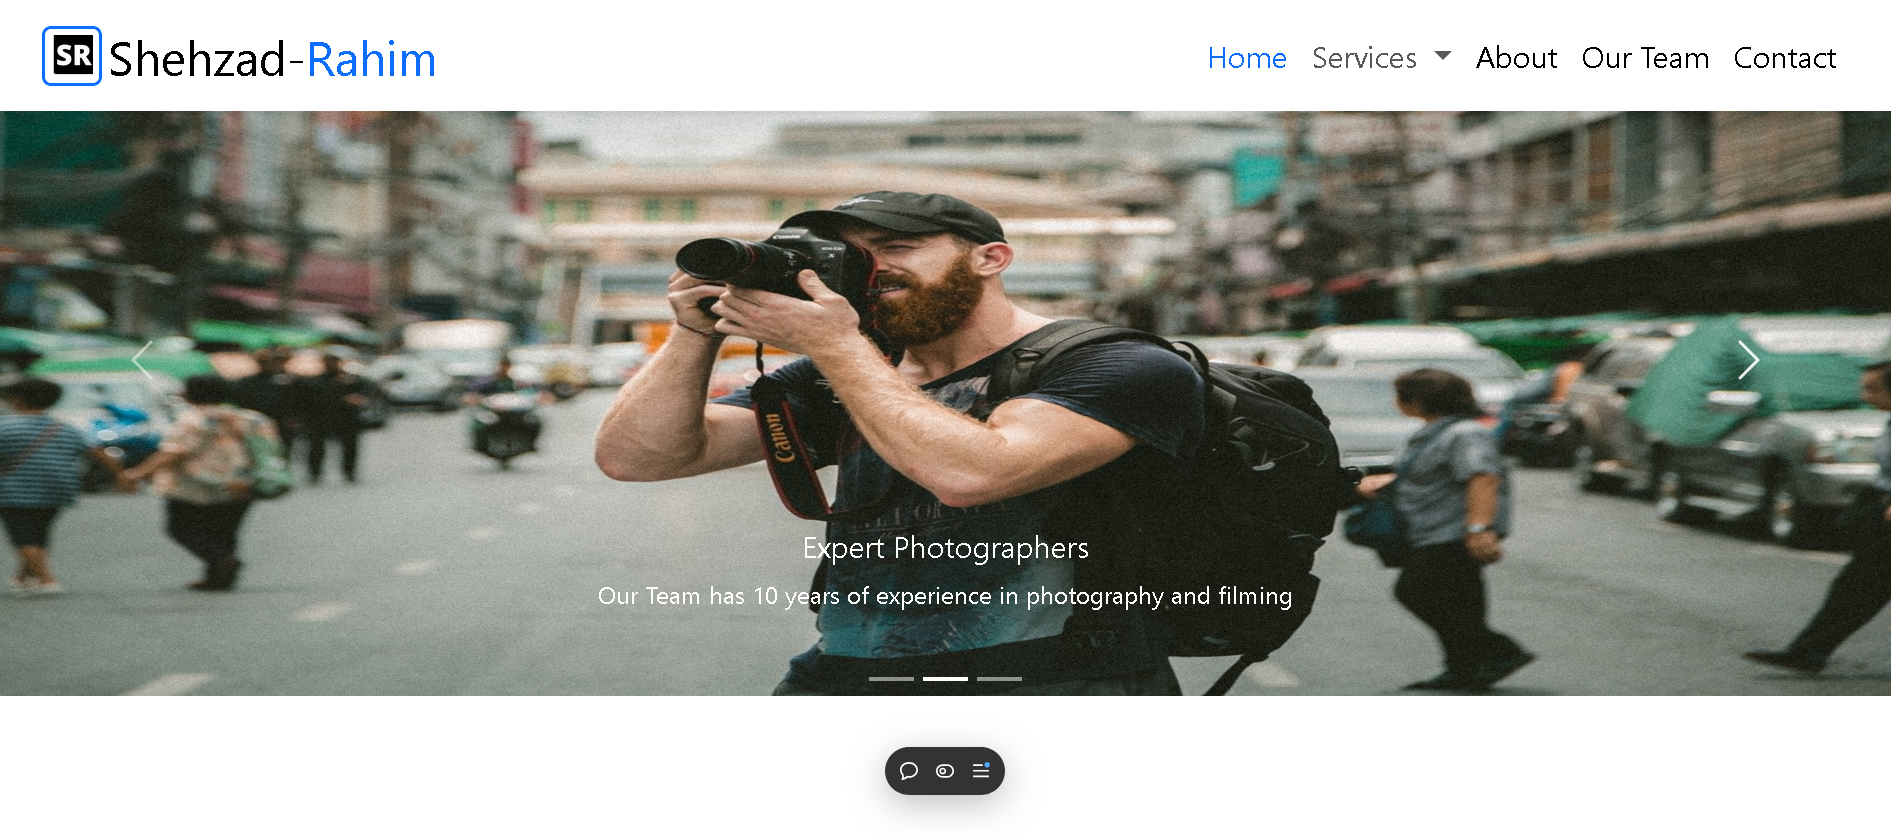 SR Shehzad-Rahim
Home Services About Our Team Contact
Canon
Canon
Expert Photographers
Our Team has 10 years of experience in photography and filming